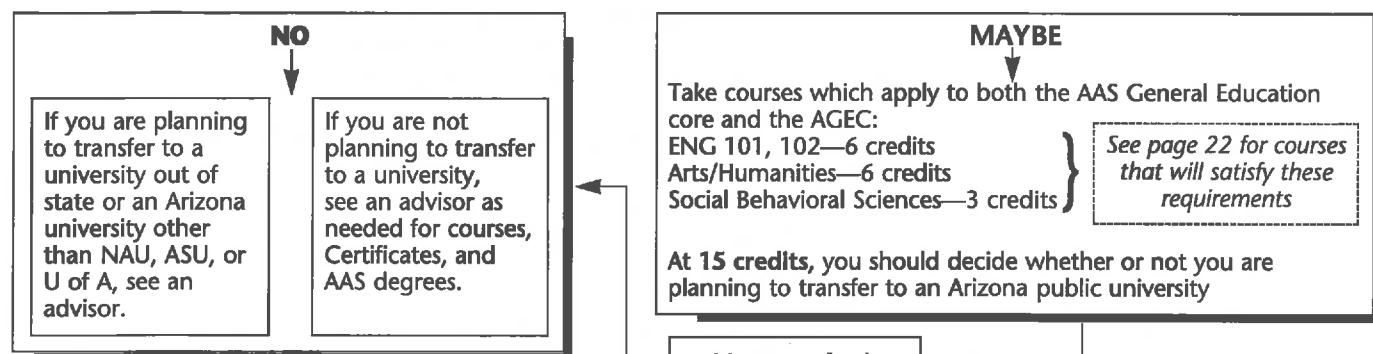 NO
If you are planning
to transfer to a
university out of
state or an Arizona
university other
than NAU, ASU, or
U of A, see an
advisor.
If you are not
planning to transfer
to a university,
see an advisor as
needed for courses,
Certificates, and
AAS degrees.
MAYBE
Take courses which apply to both the AAS General Education
core and the AGEC:
ENG 101, 102—6 credits
Arts/Humanities—6 credits
Social Behavioral Sciences—3 credits
See page 22 for courses
that will satisfy these
requirements
At 15 credits, you should decide whether or not you are
planning to transfer to an Arizona public university